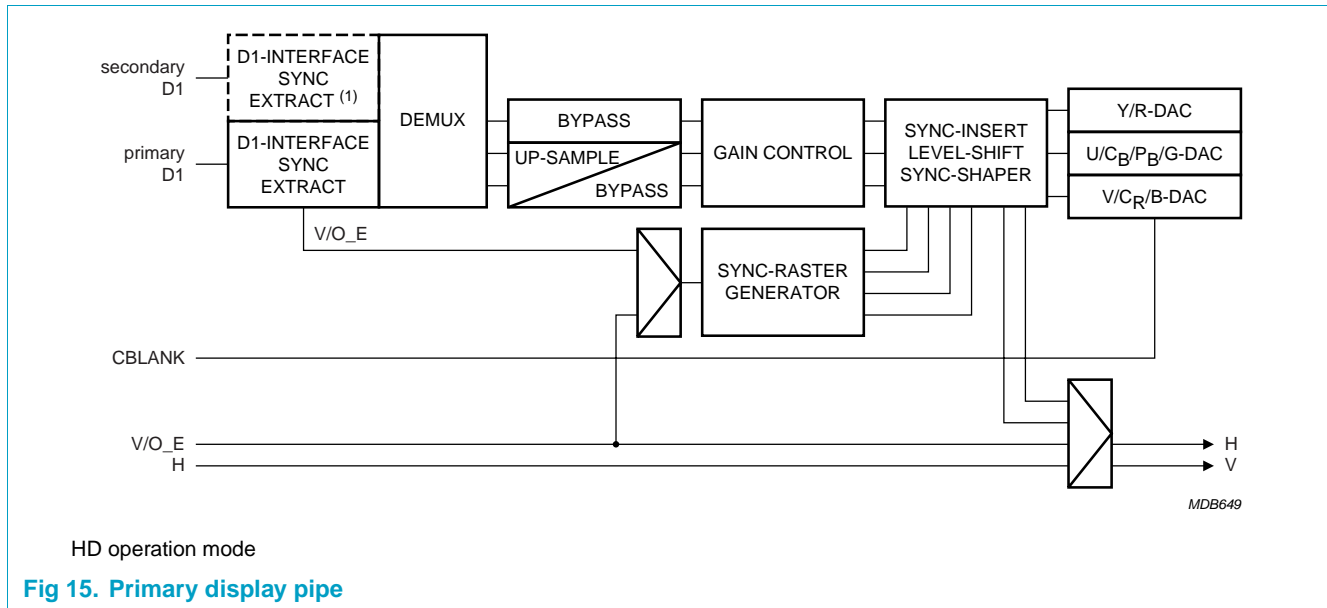 secondary
D1
D1-INTERFACE
SYNC
EXTRACT (1)
primary
D1
D1-INTERFACE
SYNC
EXTRACT
DEMUX
BYPASS
UP-SAMPLE
BYPASS
GAIN CONTROL
SYNC-INSERT
LEVEL-SHIFT
SYNC-SHAPER
Y/R-DAC
U/CB/PB/G-DAC
V/CR/B-DAC
V/O_E
SYNC-RASTER
GENERATOR
CBLANK
V/O_E
H
H
V
MDB649
HD operation mode
Fig 15. Primary display pipe